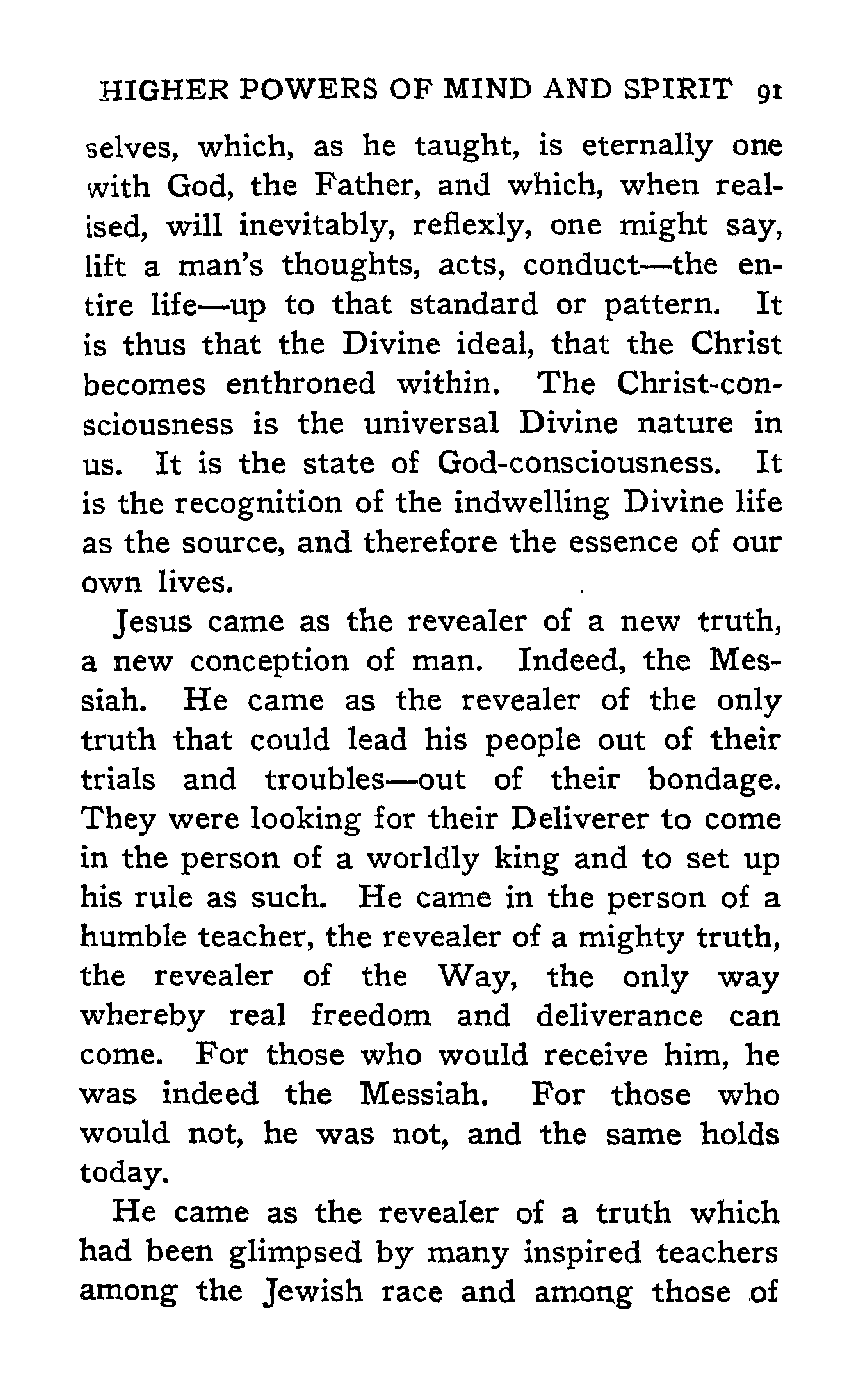 HIGHER POWERS OF MIND AND SPIRIT 91
selves, which, as he taught, is eternally one
with God, the Father, and which, when real-
ised, will inevitably, reflexly, one might say,
lift a man's thoughts, acts, conduct—the en-
tire life—up to that standard or pattern. It
is thus that the Divine ideal, that the Christ
becomes enthroned within. The Christ-con-
sciousness is the universal Divine nature in
us. It is the state of God-consciousness. It
is the recognition of the indwelling Divine life
as the source, and therefore the essence of our
own lives.
Jesus came as the revealer of a new truth,
a new conception of man. Indeed, the Mes-
siah. He came as the revealer of the only
truth that could lead his people out of their
trials and troubles—out of their bondage.
They were looking for their Deliverer to come
in the person of a worldly king and to set up
his rule as such. He came in the person of a
humble teacher, the revealer of a mighty truth,
the revealer of the Way, the only way
whereby real freedom and deliverance can
come. For those who would receive him, he
was indeed the Messiah. For those who
would not, he was not, and the same holds
today.
He came as the revealer of a truth which
had been glimpsed by many inspired teachers
among the Jewish race and among those of